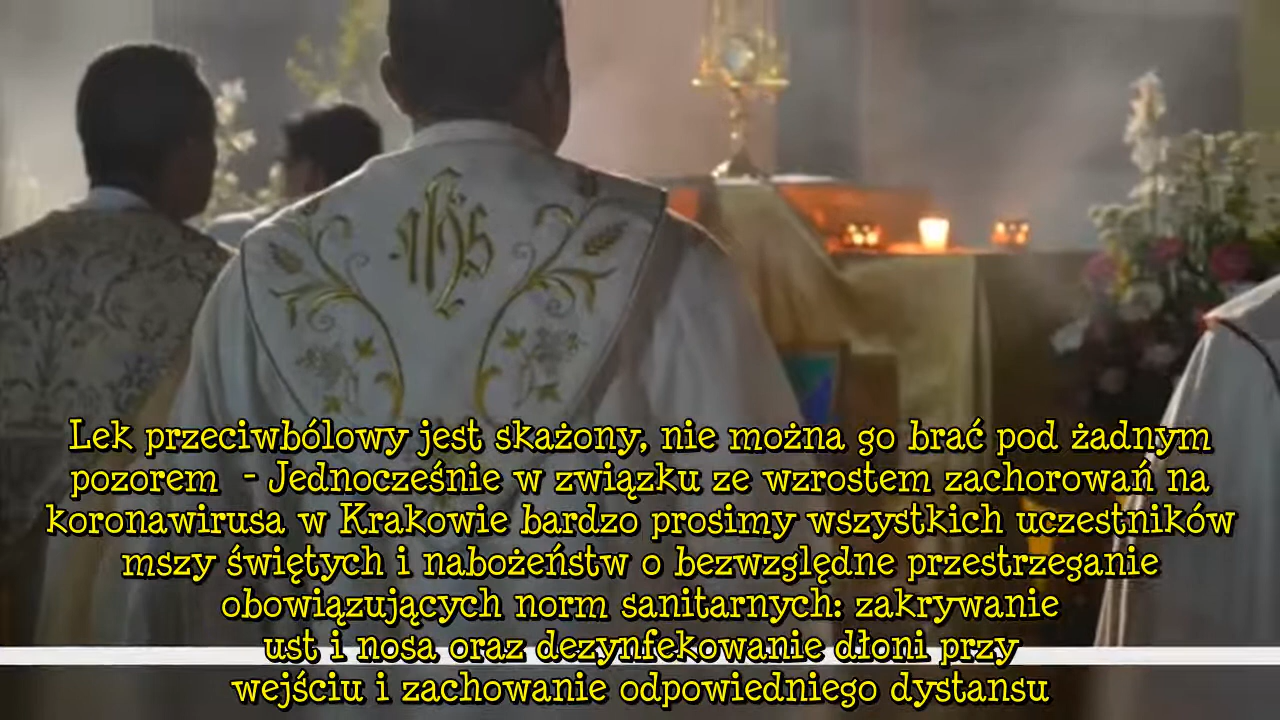 IHS
Lek przeciwbólowy jest skażony, nie można go brać pod żadnym
pozorem - Jednocześnie w związku ze wzrostem zachorowań na
koronawirusa w Krakowie bardzo prosimy wszystkich uczestników
mszy świętych i nabożeństw o bezwzględne przestrzeganie
obowiązujących norm sanitarnych: zakrywanie
ust i nosa oraz dezynfekowanie dłoni przy
wejściu i zachowanie odpowiedniego dystansu